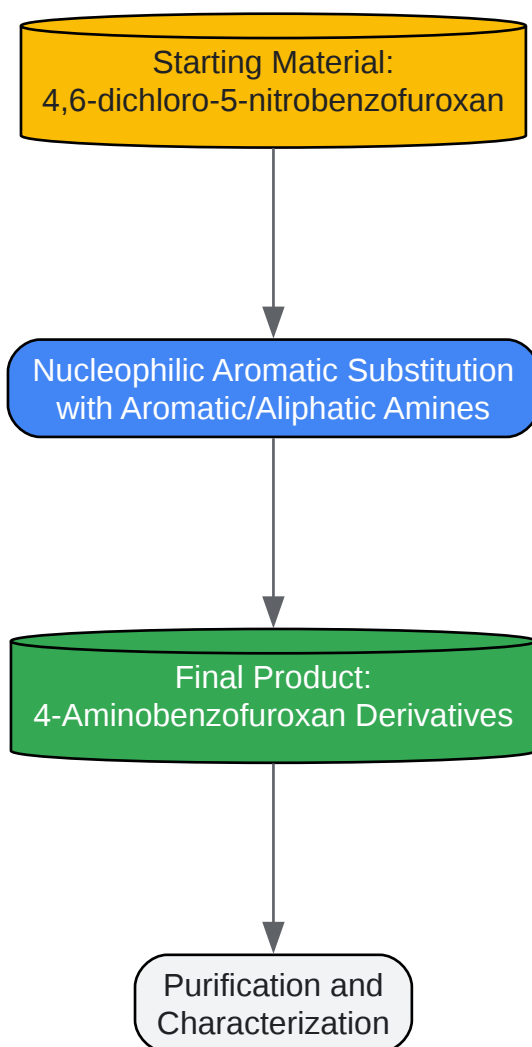 Starting Material:
4,6-dichloro-5-nitrobenzofuroxan
Nucleophilic Aromatic Substitution
with Aromatic/Aliphatic Amines
Final Product:
4-Aminobenzofuroxan Derivatives
Purification and
Characterization